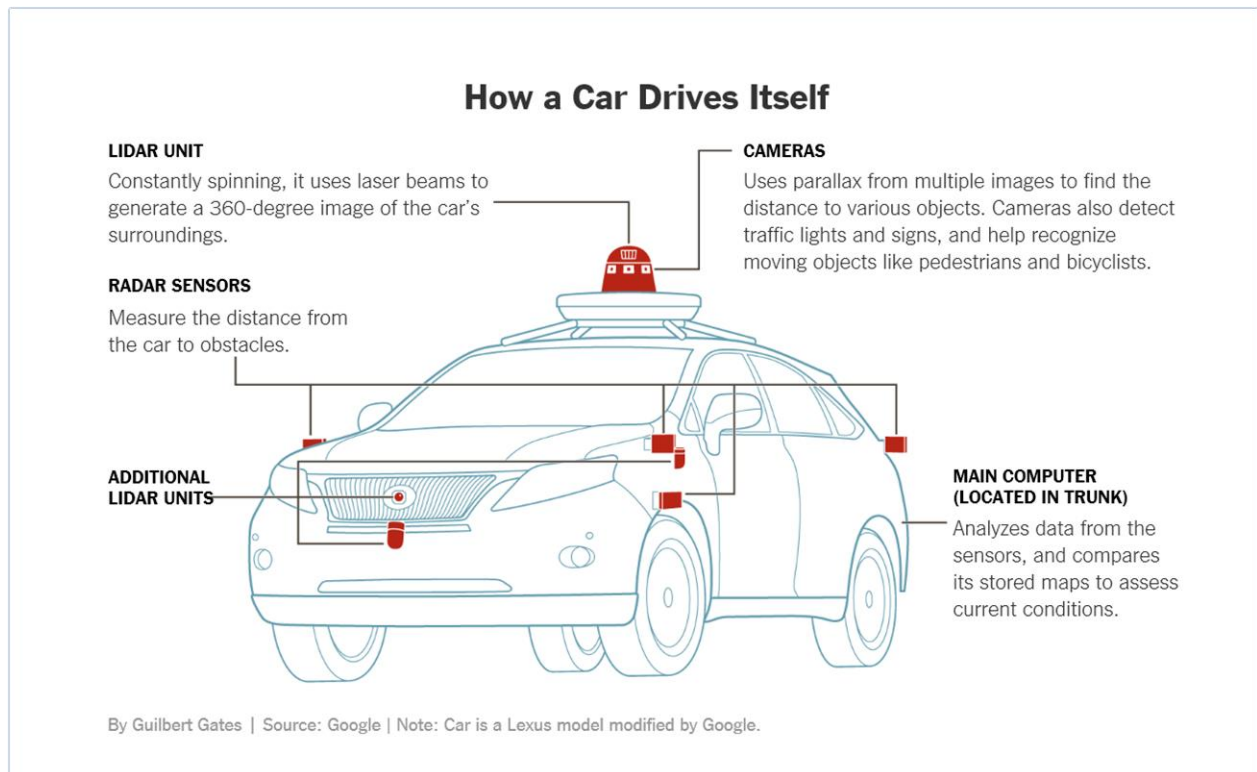 How a Car Drives Itself
LIDAR UNIT
Constantly spinning, it uses laser beams to
generate a 360-degree image of the car's
surroundings.
CAMERAS
Uses parallax from multiple images to find the
distance to various objects. Cameras also detect
traffic lights and signs, and help recognize
moving objects like pedestrians and bicyclists.
RADAR SENSORS
Measure the distance from
the car to obstacles.
ADDITIONAL
LIDAR UNITS
MAIN COMPUTER
(LOCATED IN TRUNK)
Analyzes data from the
sensors, and compares
its stored maps to assess
current conditions.
By Guilbert Gates | Source: Google | Note: Car is a Lexus model modified by Google.